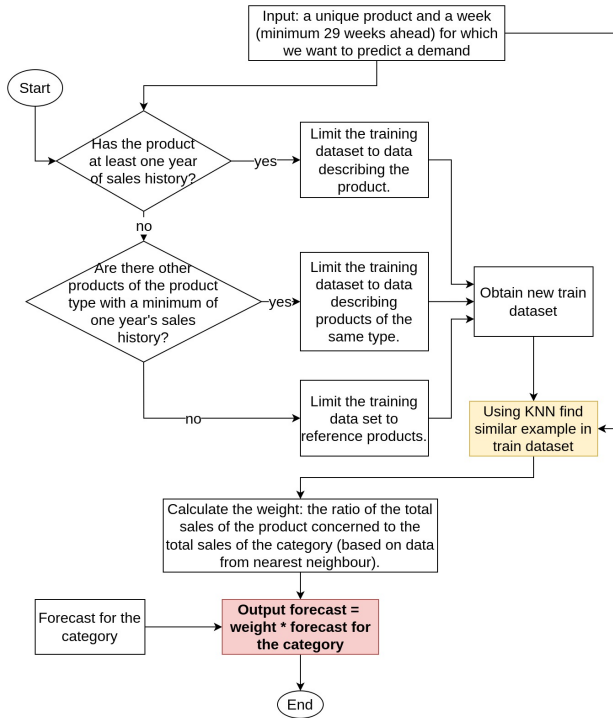 Input: a unique product and a week
(minimum 29 weeks ahead) for which
we want to predict a demand
Start
Has the product
at least one year
of sales history?
yes
Limit the training
dataset to data
describing the
product.
no
Are there other
products of the product
type with a minimum of
one year's sales
history?
yes
Limit the training
dataset to data
describing
products of the
same type.
Obtain new train
dataset
no
Limit the training
data set to
reference products.
Using KNN find
similar example in
train dataset
Calculate the weight: the ratio of the total
sales of the product concerned to the
total sales of the category (based on data
from nearest neighbour).
Forecast for the
category
Output forecast =
weight * forecast for
the category
End